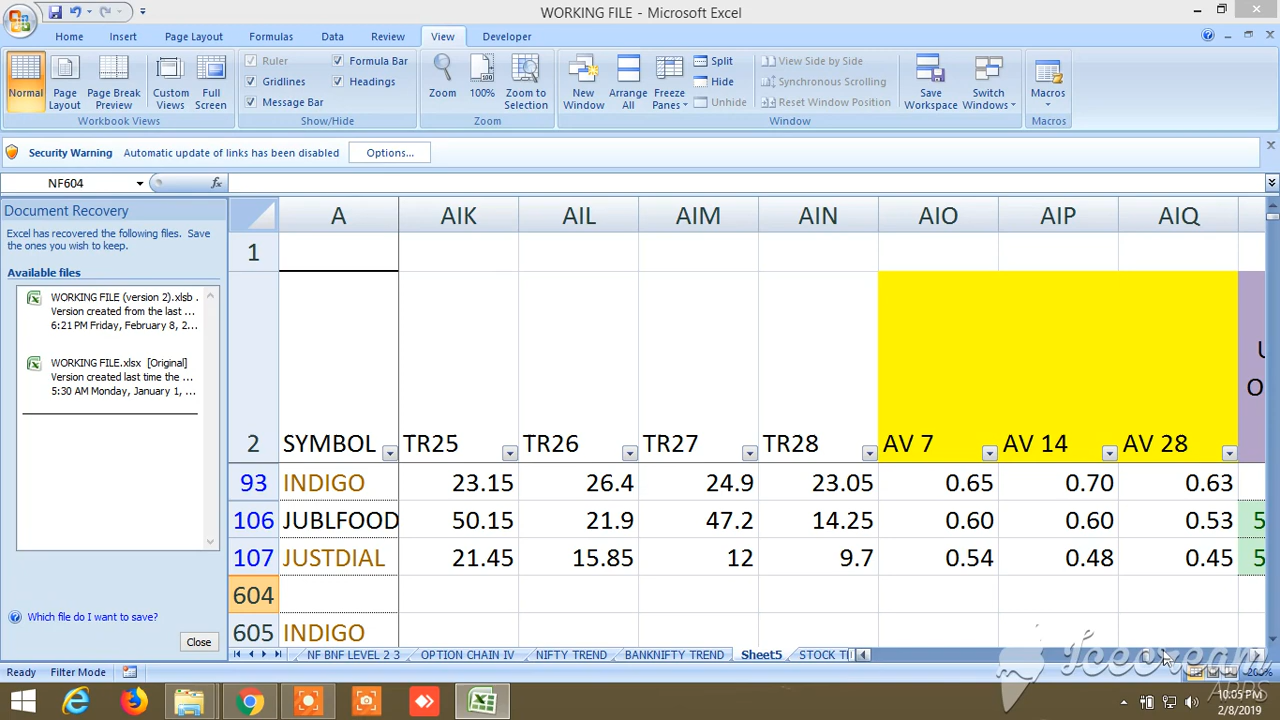 WORKING FILE - Microsoft Excel
Home Insert Page Layout Formulas Data Review View Developer
Normal Page Layout Page Break Preview Custom Views Full Screen
Workbook Views
Ruler Formula Bar
Gridlines Headings
Message Bar
Show/Hide
Zoom 100% Zoom to Selection
Zoom
New Window Arrange All Freeze Panes
Split View Side by Side
Hide Synchronous Scrolling
Unhide Reset Window Position
Save Workspace Switch Windows
Window
Macros
Macros
Security Warning Automatic update of links has been disabled Options...
NF604 fx
Document Recovery
Excel has recovered the following files. Save
the ones you wish to keep.
Available files
WORKING FILE (version 2).xlsb .
Version created from the last ...
6:21 PM Friday, February 8, 2...
WORKING FILE.xlsx [Original]
Version created last time the ...
5:30 AM Monday, January 1, ...
Which file do I want to save?
Close
A AIK AIL AIM AIN AIO AIP AIQ
1
U
O
2 SYMBOL TR25 TR26 TR27 TR28 AV 7 AV 14 AV 28
93 INDIGO 23.15 26.4 24.9 23.05 0.65 0.70 0.63
106 JUBLFOOD 50.15 21.9 47.2 14.25 0.60 0.60 0.53 5
107 JUSTDIAL 21.45 15.85 12 9.7 0.54 0.48 0.45 5
604
605 INDIGO
NF BNF LEVEL 2 3 OPTION CHAIN IV NIFTY TREND BANKNIFTY TREND Sheet5 STOCK T
Ready Filter Mode 200%
Icecream
APPS
10:05 PM
2/8/2019